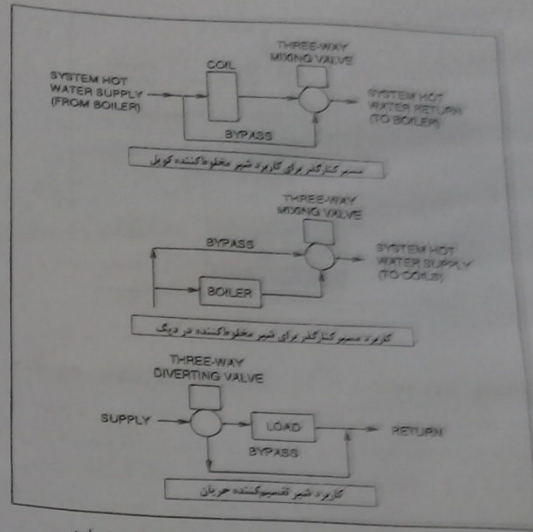 THREE-WAY
MIXING VALVE
COIL
SYSTEM HOT
WATER SUPPLY
(FROM BOILER)
SYSTEM HOT
WATER RETURN
(TO BOILER)
BYPASS
مسیر کنارگذر برای کاربرد شیر مخلوط‌کننده کویل
THREE-WAY
MIXING VALVE
BYPASS
SYSTEM HOT
WATER SUPPLY
(TO COILS)
BOILER
کاربرد مسیر کنارگذر برای شیر مخلوط‌کننده در دیگ
THREE-WAY
DIVERTING VALVE
SUPPLY
LOAD
RETURN
BYPASS
کاربرد شیر تقسیم‌کننده جریان